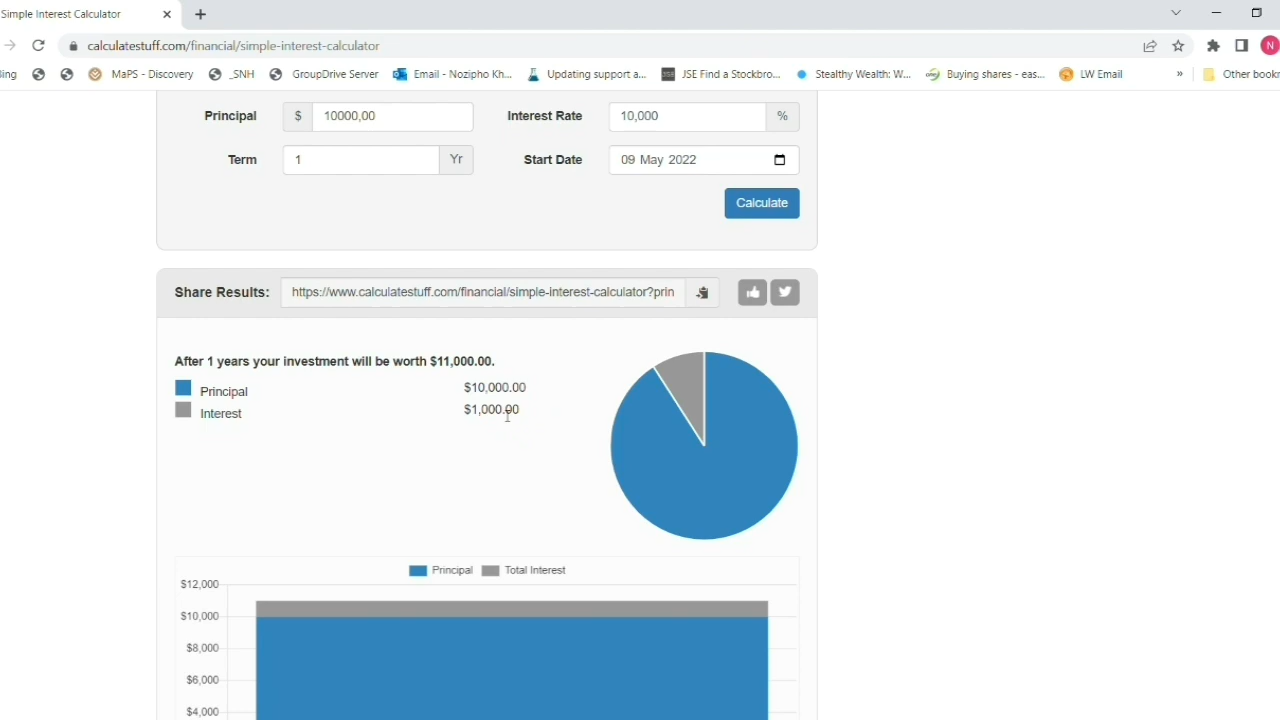 Simple Interest Calculator
calculatestuff.com/financial/simple-interest-calculator
N
ing MaPS - Discovery _SNH GroupDrive Server Email - Nozipho Kh... Updating support a... JSE Find a Stockbro... Stealthy Wealth: W... Buying shares - eas... LW Email » Other bookr
Principal $ 10000,00 Interest Rate 10,000 %
Term 1 Yr Start Date 09 May 2022
Calculate
Share Results: https://www.calculatestuff.com/financial/simple-interest-calculator?prin
After 1 years your investment will be worth $11,000.00.
Principal $10,000.00
Interest $1,000.00
Principal Total Interest
$12,000
$10,000
$8,000
$6,000
$4,000